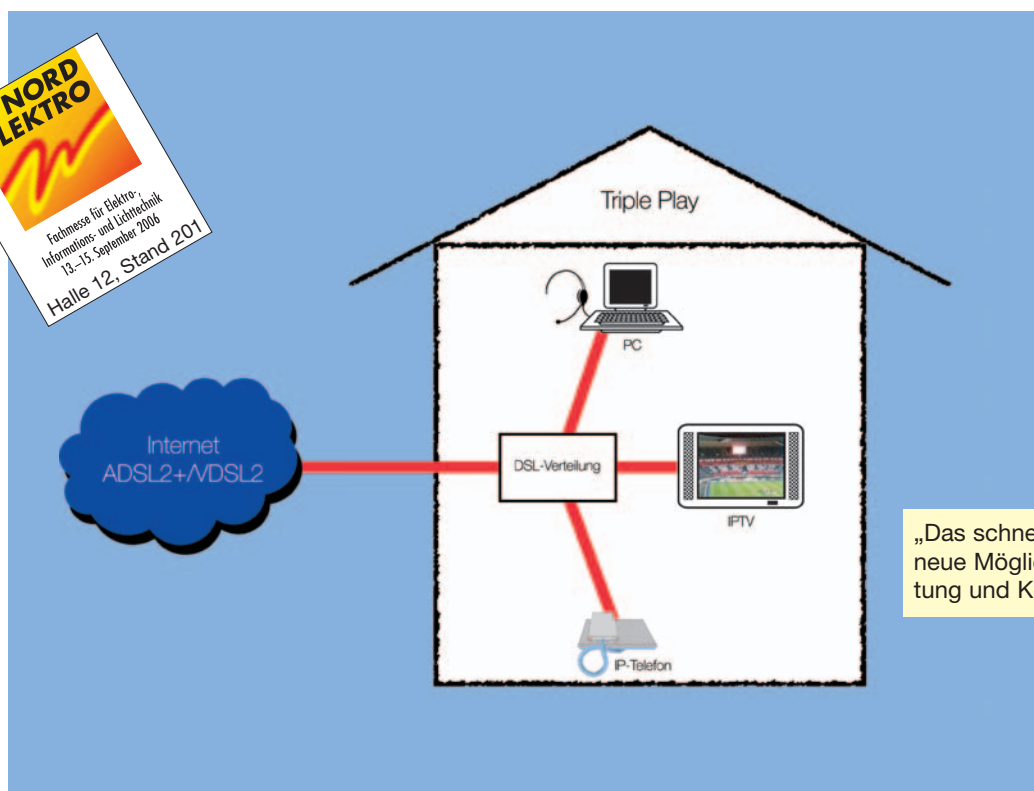 NORD
LEKTRO
Fachmesse für Elektro-,
Informations- und Lichttechnik
13.–15. September 2006
Halle 12, Stand 201
Triple Play
PC
Internet
ADSL2+/VDSL2
DSL-Verteilung
IPTV
IP-Telefon
„Das schne
neue Möglic
tung und K